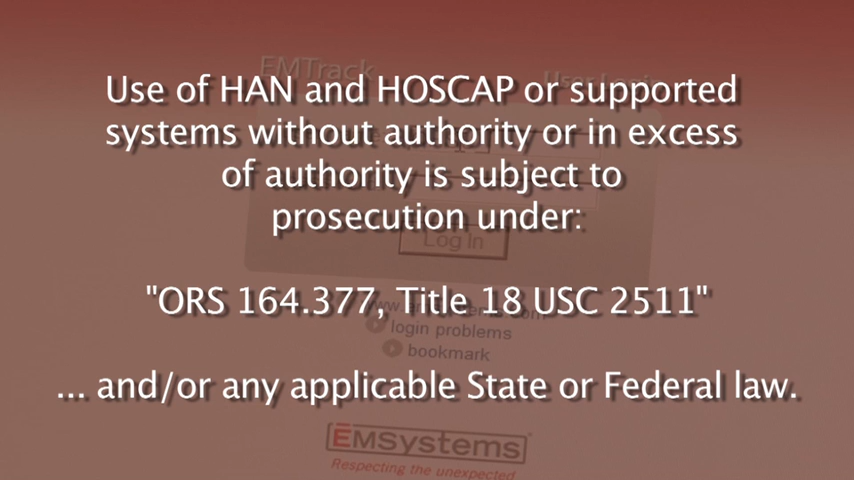 EMTrack
User Login
Use of HAN and HOSCAP or supported
systems without authority or in excess
of authority is subject to
prosecution under:
Log In
"ORS 164.377, Title 18 USC 2511"
login problems
bookmark
... and/or any applicable State or Federal law.
EMSystems
Respecting the unexpected